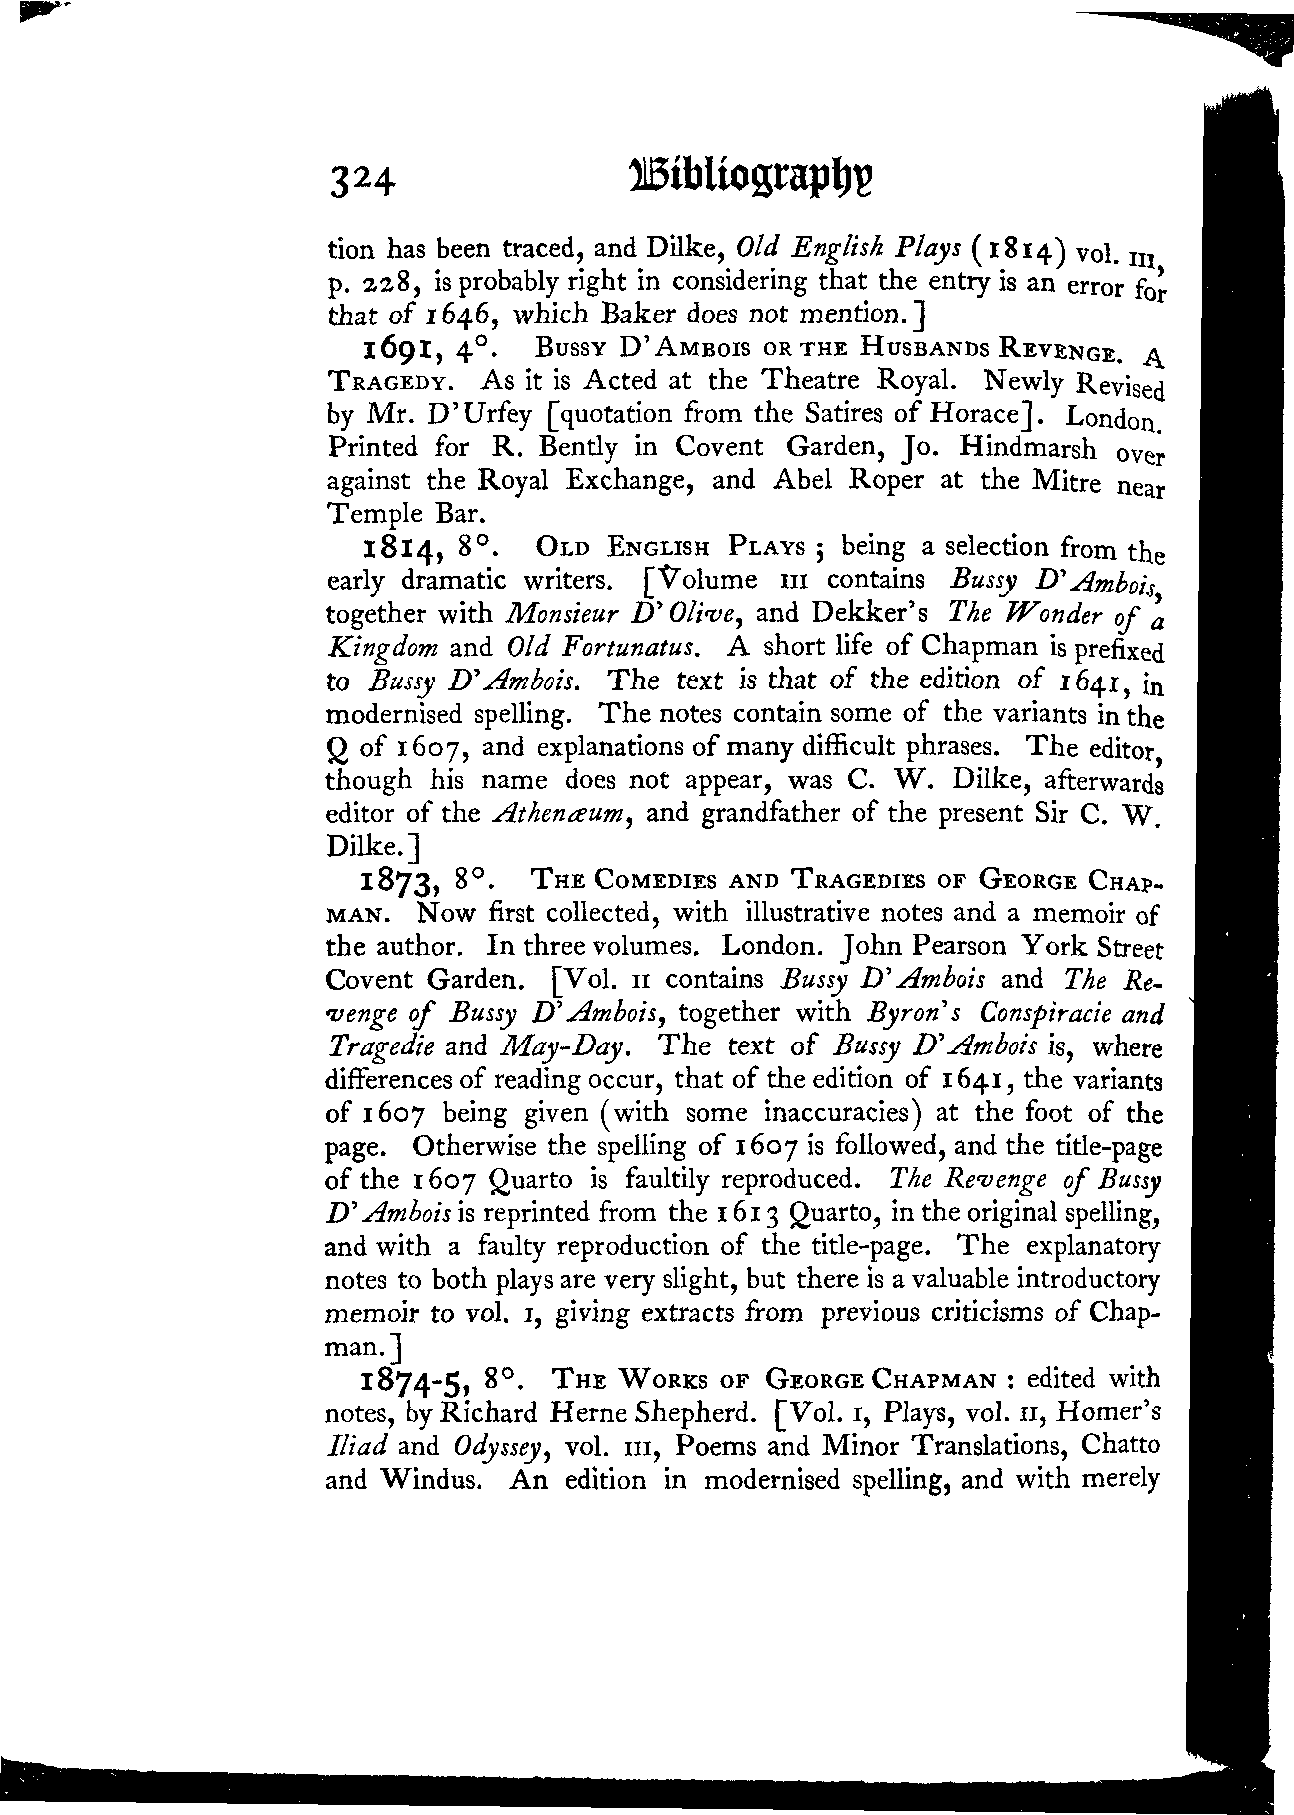 324 Bibliography
tion has been traced, and Dilke, Old English Plays (1814) vol. III,
p. 228, is probably right in considering that the entry is an error for
that of 1646, which Baker does not mention.]
1691, 4°. BUSSY D'AMBOIS OR THE HUSBANDS REVENGE. A
TRAGEDY. As it is Acted at the Theatre Royal. Newly Revised
by Mr. D'Urfey [quotation from the Satires of Horace]. London.
Printed for R. Bently in Covent Garden, Jo. Hindmarsh over
against the Royal Exchange, and Abel Roper at the Mitre near
Temple Bar.
1814, 8°. OLD ENGLISH PLAYS; being a selection from the
early dramatic writers. [Volume III contains Bussy D'Ambois,
together with Monsieur D'Olive, and Dekker's The Wonder of a
Kingdom and Old Fortunatus. A short life of Chapman is prefixed
to Bussy D'Ambois. The text is that of the edition of 1641, in
modernised spelling. The notes contain some of the variants in the
Q of 1607, and explanations of many difficult phrases. The editor,
though his name does not appear, was C. W. Dilke, afterwards
editor of the Athenæum, and grandfather of the present Sir C. W.
Dilke.]
1873, 8°. THE COMEDIES AND TRAGEDIES OF GEORGE CHAP-
MAN. Now first collected, with illustrative notes and a memoir of
the author. In three volumes. London. John Pearson York Street
Covent Garden. [Vol. II contains Bussy D'Ambois and The Re-
venge of Bussy D'Ambois, together with Byron's Conspiracie and
Tragedie and May-Day. The text of Bussy D'Ambois is, where
differences of reading occur, that of the edition of 1641, the variants
of 1607 being given (with some inaccuracies) at the foot of the
page. Otherwise the spelling of 1607 is followed, and the title-page
of the 1607 Quarto is faultily reproduced. The Revenge of Bussy
D'Ambois is reprinted from the 1613 Quarto, in the original spelling,
and with a faulty reproduction of the title-page. The explanatory
notes to both plays are very slight, but there is a valuable introductory
memoir to vol. I, giving extracts from previous criticisms of Chap-
man.]
1874-5, 8°. THE WORKS OF GEORGE CHAPMAN: edited with
notes, by Richard Herne Shepherd. [Vol. I, Plays, vol. II, Homer's
Iliad and Odyssey, vol. III, Poems and Minor Translations, Chatto
and Windus. An edition in modernised spelling, and with merely